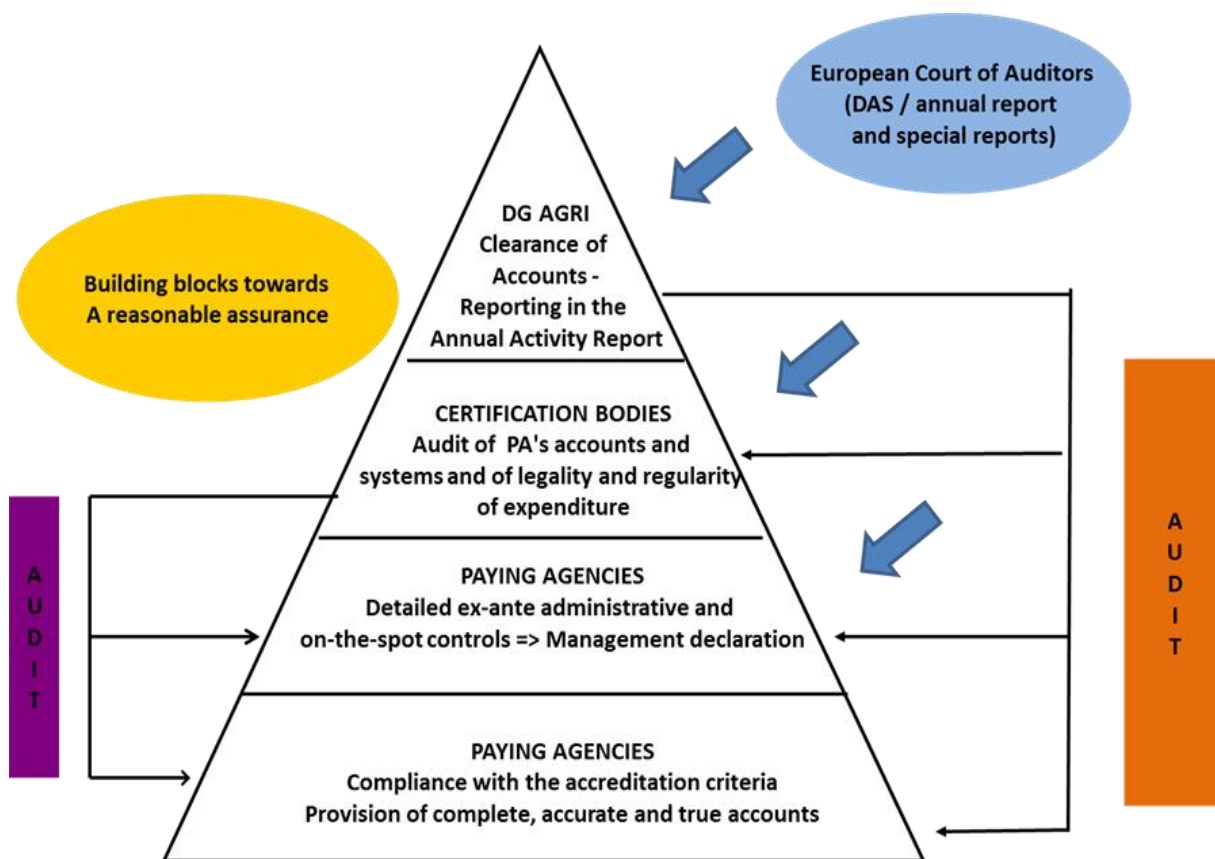 European Court of Auditors
(DAS / annual report
and special reports)
Building blocks towards
A reasonable assurance
DG AGRI
Clearance of
Accounts -
Reporting in the
Annual Activity Report
CERTIFICATION BODIES
Audit of PA's accounts and
systems and of legality and regularity
of expenditure
PAYING AGENCIES
Detailed ex-ante administrative and
on-the-spot controls => Management declaration
PAYING AGENCIES
Compliance with the accreditation criteria
Provision of complete, accurate and true accounts
A
U
D
I
T
A
U
D
I
T